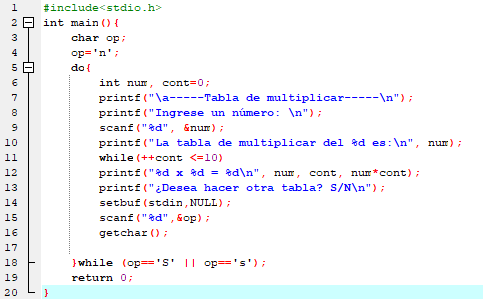 1 #include<stdio.h>
2 int main(){
3 char op;
4 op='n';
5 do{
6 int num, cont=0;
7 printf("\a-----Tabla de multiplicar-----\n");
8 printf("Ingrese un número: \n");
9 scanf("%d", &num);
10 printf("La tabla de multiplicar del %d es:\n", num);
11 while(++cont <=10)
12 printf("%d x %d = %d\n", num, cont, num*cont);
13 printf("¿Desea hacer otra tabla? S/N\n");
14 setbuf(stdin,NULL);
15 scanf("%d",&op);
16 getchar();
17
18 }while (op=='S' || op=='s');
19 return 0;
20 }